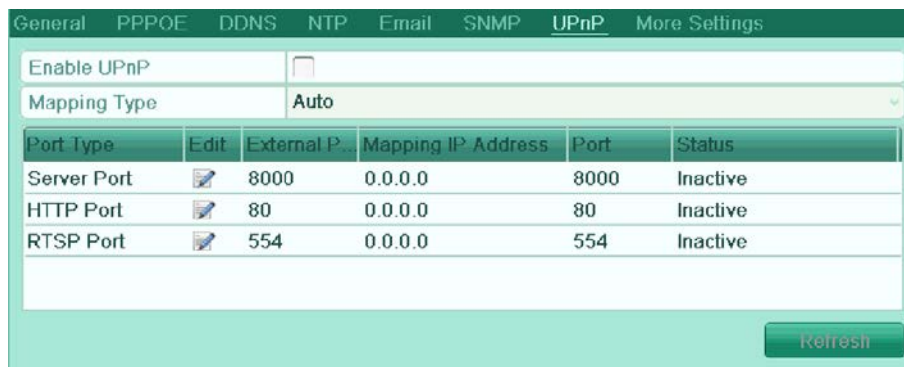 General PPPOE DDNS NTP Email SNMP UPnP More Settings
Enable UPnP
Mapping Type Auto
Port Type Edit External P... Mapping IP Address Port Status
Server Port 8000 0.0.0.0 8000 Inactive
HTTP Port 80 0.0.0.0 80 Inactive
RTSP Port 554 0.0.0.0 554 Inactive
Refresh